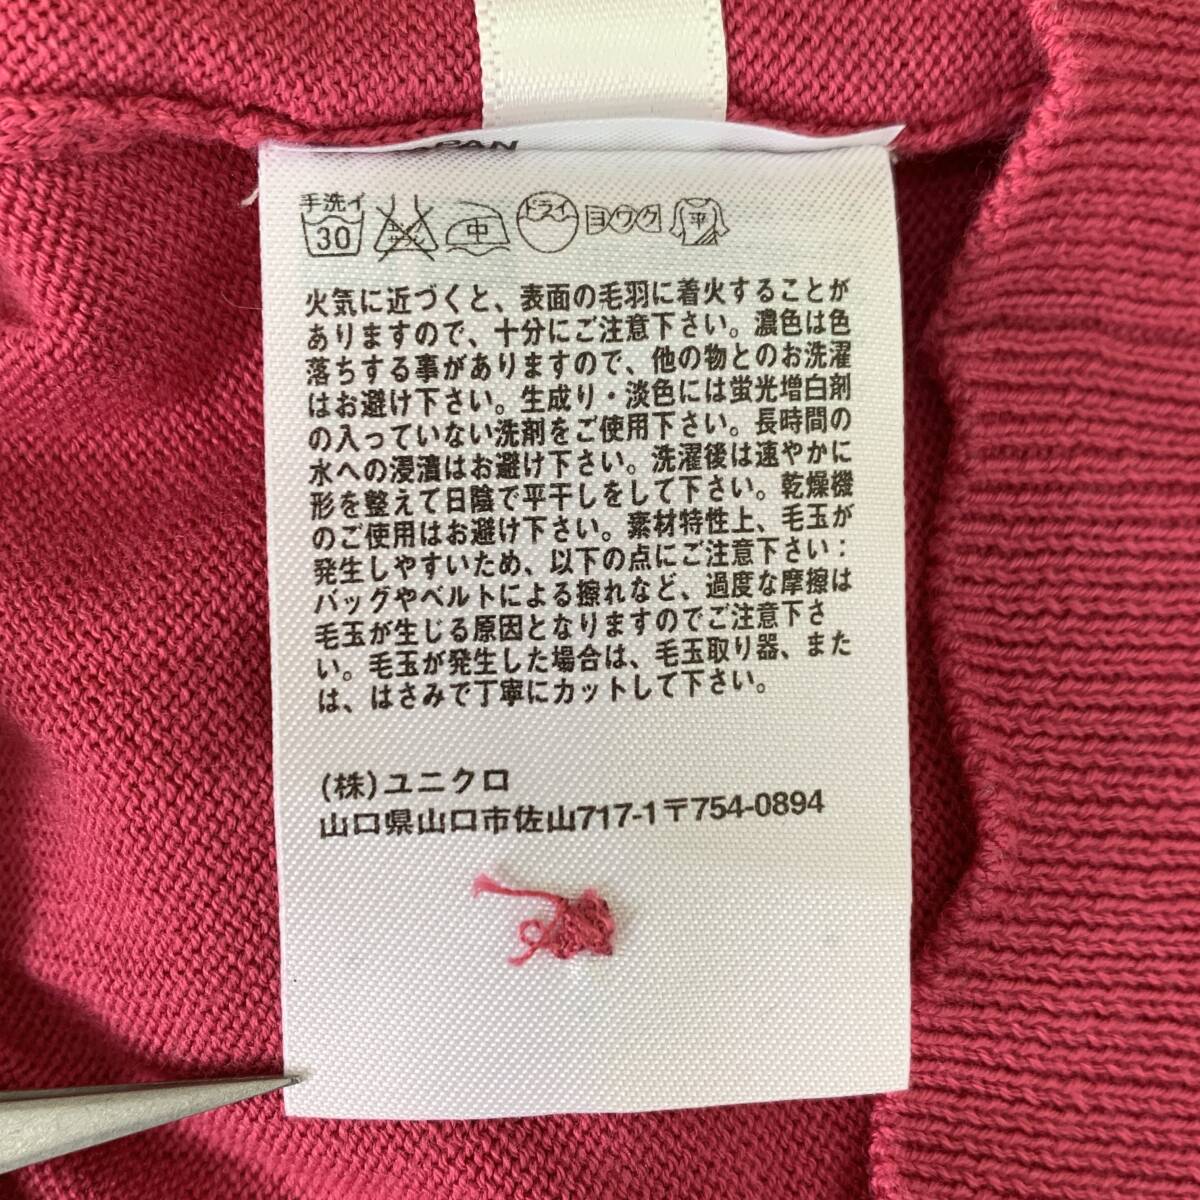 JAPAN
手洗イ
30 中 ドライ ヨワク 平
火気に近づくと、表面の毛羽に着火することが
ありますので、十分にご注意下さい。濃色は色
落ちする事がありますので、他の物とのお洗濯
はお避け下さい。生成り・淡色には蛍光増白剤
の入っていない洗剤をご使用下さい。長時間の
水への浸漬はお避け下さい。洗濯後は速やかに
形を整えて日陰で平干しをして下さい。乾燥機
のご使用はお避け下さい。素材特性上、毛玉が
発生しやすいため、以下の点にご注意下さい：
バッグやベルトによる擦れなど、過度な摩擦は
毛玉が生じる原因となりますのでご注意下さ
い。毛玉が発生した場合は、毛玉取り器、また
は、はさみで丁寧にカットして下さい。
(株)ユニクロ
山口県山口市佐山717-1〒754-0894